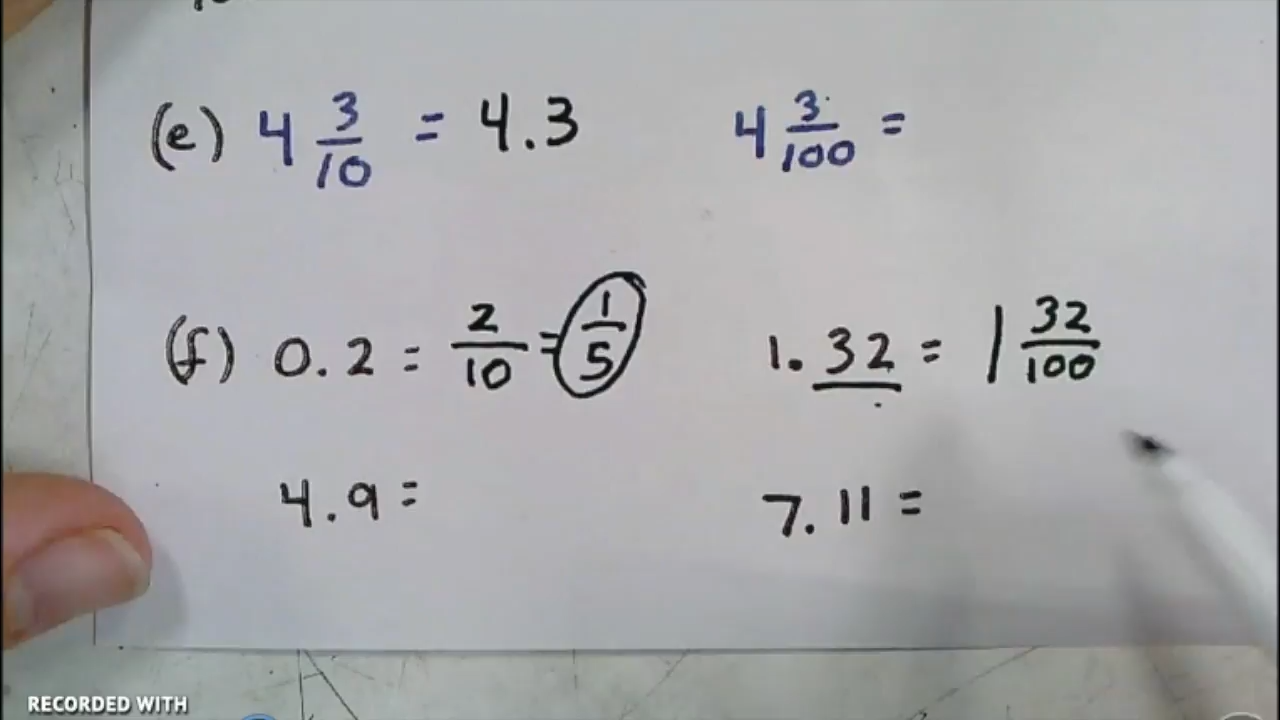 (e) 4 3/10 = 4.3 4 3/100 =
(f) 0.2 = 2/10 = 1/5 1.32 = 1 32/100
4.9 = 7.11 =
RECORDED WITH